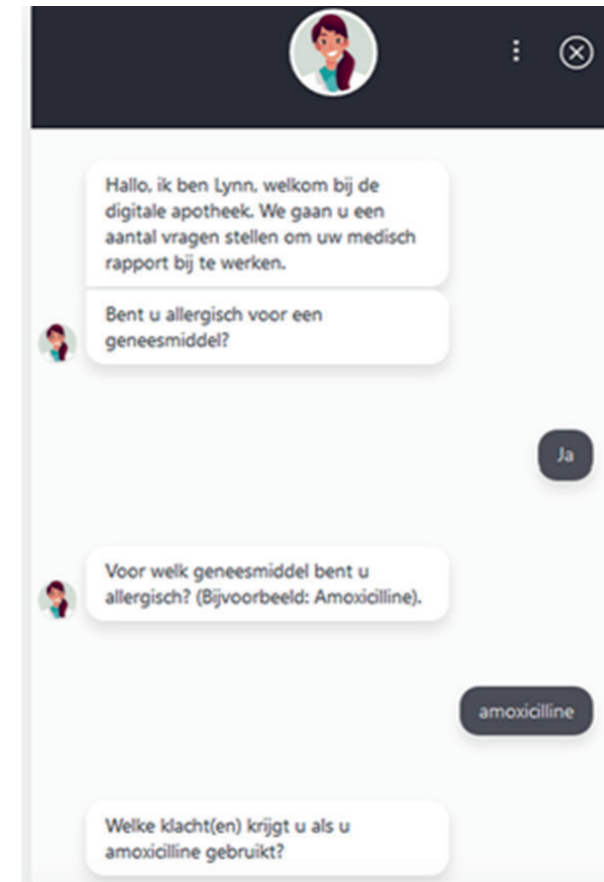 Hallo, ik ben Lynn, welkom bij de
digitale apotheek. We gaan u een
aantal vragen stellen om uw medisch
rapport bij te werken.
Bent u allergisch voor een
geneesmiddel?
Ja
Voor welk geneesmiddel bent u
allergisch? (Bijvoorbeeld: Amoxicilline).
amoxicilline
Welke klacht(en) krijgt u als u
amoxicilline gebruikt?